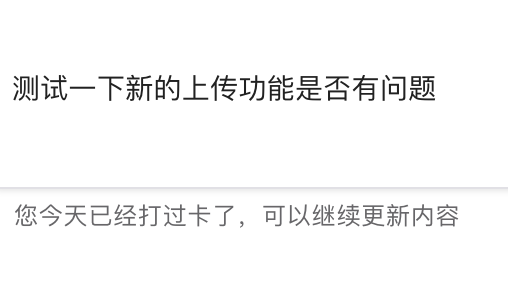 测试一下新的上传功能是否有问题
您今天已经打过卡了，可以继续更新内容